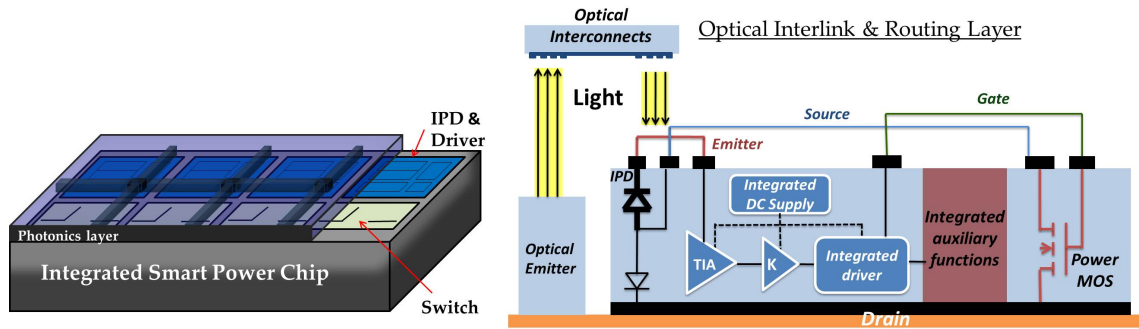 IPD &
Driver
Photonics layer
Integrated Smart Power Chip
Switch
Optical
Interconnects
Optical Interlink & Routing Layer
Light
Gate
Source
Emitter
IPD
Integrated
DC Supply
Integrated
auxiliary
functions
Optical
Emitter
TIA
K
Integrated
driver
Power
MOS
Drain